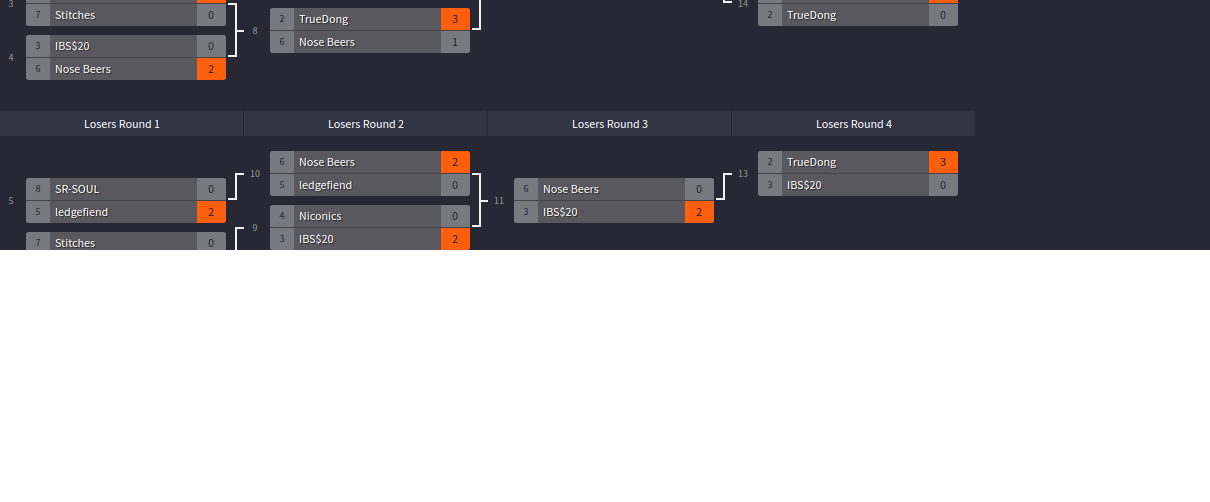 3
7 Stitches 0
4
3 IBS$20 0
6 Nose Beers 2
8
2 TrueDong 3
6 Nose Beers 1
14
2 TrueDong 0
Losers Round 1
Losers Round 2
Losers Round 3
Losers Round 4
5
8 SR-SOUL 0
5 ledgefiend 2
7 Stitches 0
10
6 Nose Beers 2
5 ledgefiend 0
9
4 Niconics 0
3 IBS$20 2
11
6 Nose Beers 0
3 IBS$20 2
13
2 TrueDong 3
3 IBS$20 0